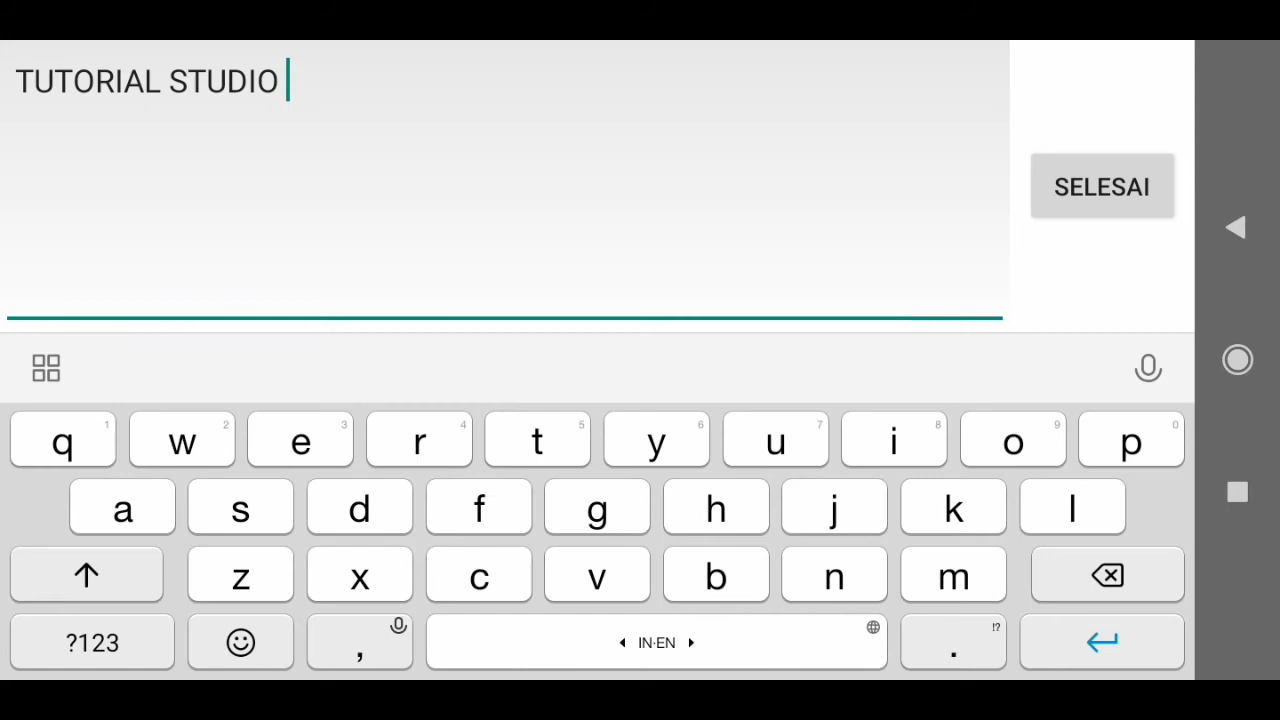 TUTORIAL STUDIO
SELESAI
q 1 w 2 e 3 r 4 t 5 y 6 u 7 i 8 o 9 p 0
a s d f g h j k l
z x c v b n m
?123 , IN·EN . !?